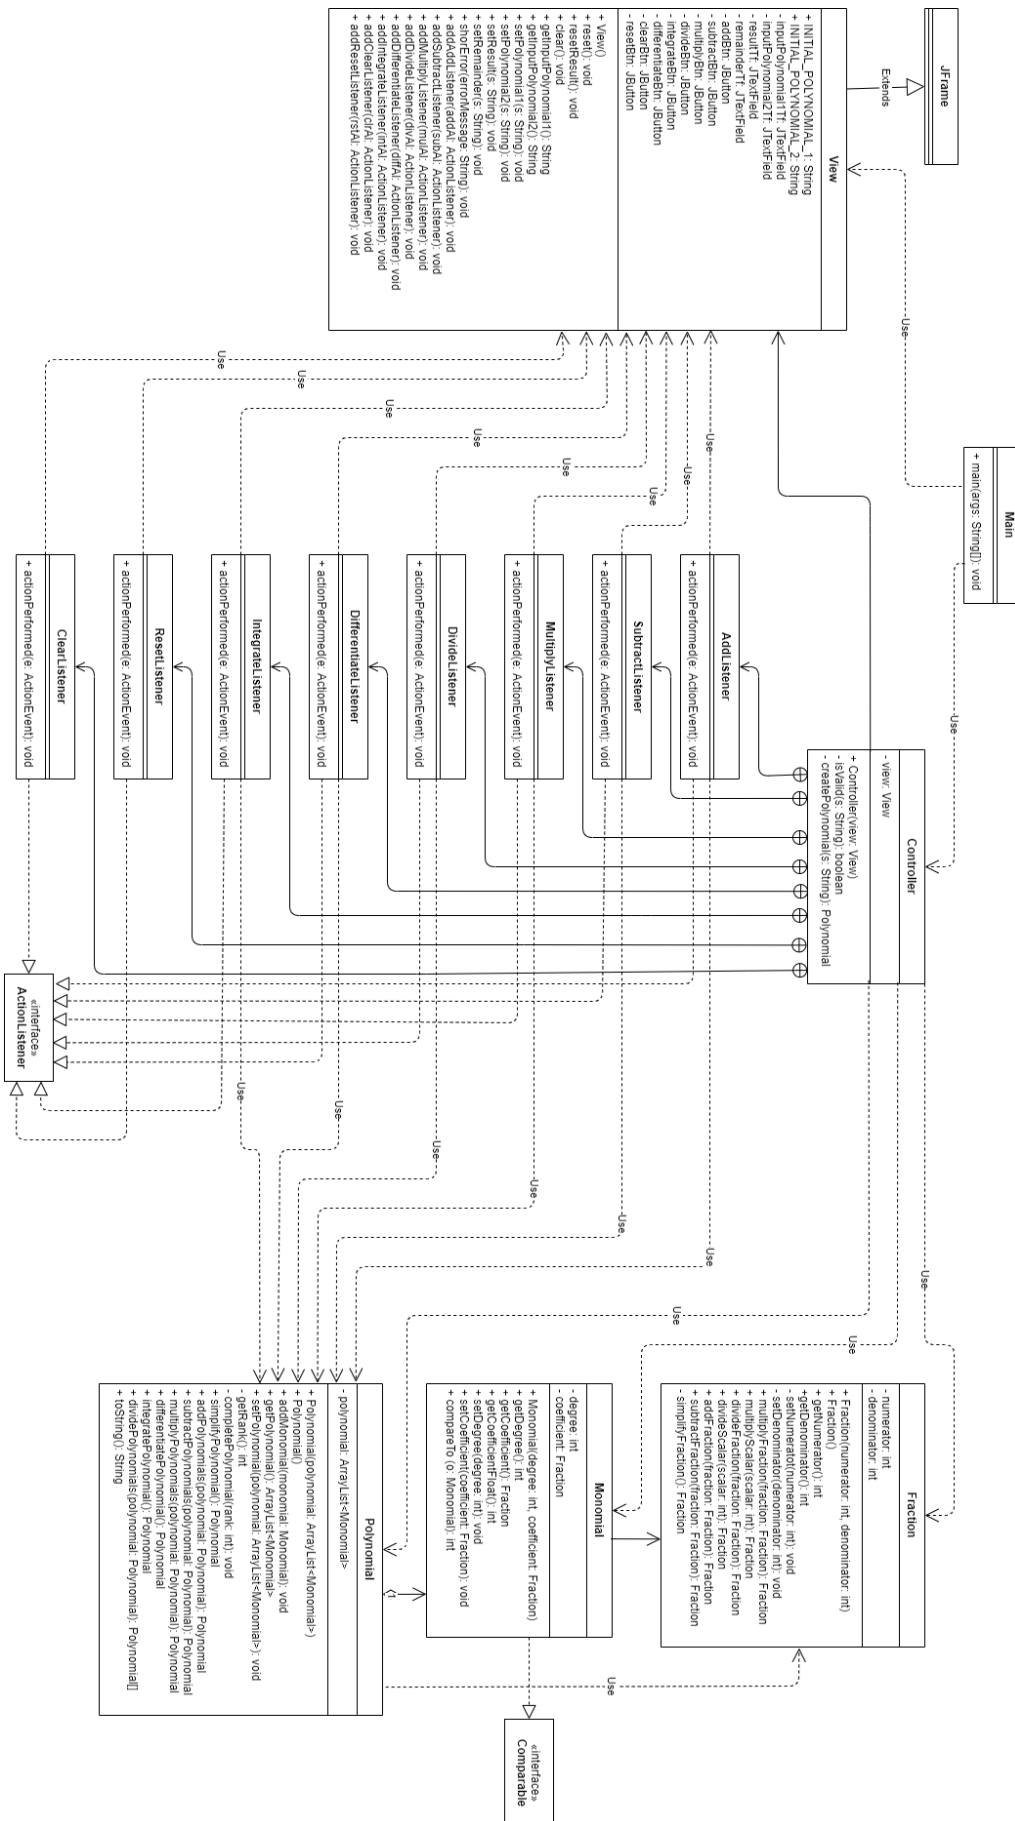 JFrame
Extends
View
+ INITIAL_POLYNOMIAL_1: String
+ INITIAL_POLYNOMIAL_2: String
- inputPolynomial1Tf: JTextField
- inputPolynomial2Tf: JTextField
- resultTf: JTextField
- remainderTf: JTextField
- addBtn: JButton
- subtractBtn: JButton
- multiplyBtn: JButton
- divideBtn: JButton
- integrateBtn: JButton
- differentiateBtn: JButton
- clearBtn: JButton
- resetBtn: JButton
+ View()
+ reset(): void
+ resetResult(): void
+ clear(): void
+ getInputPolynomial1(): String
+ getInputPolynomial2(): String
+ setPolynomial1(s: String): void
+ setPolynomial2(s: String): void
+ setResult(s: String): void
+ setRemainder(s: String): void
+ shorError(errorMessage: String): void
+ addAddListener(addAl: ActionListener): void
+ addSubtractListener(subAl: ActionListener): void
+ addMultiplyListener(mulAl: ActionListener): void
+ addDivideListener(divAl: ActionListener): void
+ addDifferentiateListener(diffAl: ActionListener): void
+ addIntegrateListener(intAl: ActionListener): void
+ addClearListener(clrAl: ActionListener): void
+ addResetListener(rstAl: ActionListener): void
Main
+ main(args: String[]): void
Use
Use
Controller
- view: View
+ Controller(view: View)
- isValid(s: String): boolean
- createPolynomial(s: String): Polynomial
Use
Use
Use
Use
Use
Use
Use
Use
AddListener
+ actionPerformed(e: ActionEvent): void
SubtractListener
+ actionPerformed(e: ActionEvent): void
MultiplyListener
+ actionPerformed(e: ActionEvent): void
DivideListener
+ actionPerformed(e: ActionEvent): void
DifferentiateListener
+ actionPerformed(e: ActionEvent): void
IntegrateListener
+ actionPerformed(e: ActionEvent): void
ResetListener
+ actionPerformed(e: ActionEvent): void
ClearListener
+ actionPerformed(e: ActionEvent): void
«interface»
ActionListener
Use
Use
Use
Use
Use
Use
Use
Use
Use
Fraction
- numerator: int
- denominator: int
+ Fraction(numerator: int, denominator: int)
+ Fraction()
+ getNumerator(): int
+getDenominator(): int
- setNumeratot(numerator: int): void
- setDenominator(denominator: int): void
+ multiplyFraction(fraction: Fraction): Fraction
+ multiplyScalar(scalar: int): Fraction
+ divideFraction(fraction: Fraction): Fraction
+ divideScalar(scalar: int): Fraction
+ addFraction(fraction: Fraction): Fraction
+ subtractFraction(fraction: Fraction): Fraction
- simplifyFraction(): Fraction
Monomial
- degree: int
- coefficient: Fraction
+ Monomial(degree: int, coefficient: Fraction)
+ getDegree(): int
+ getCoefficient(): Fraction
+ getCoefficientFloat(): int
+ setDegree(degree: int): void
+ setCoefficient(coefficient: Fraction): void
+ compareTo (o: Monomial): int
Polynomial
- polynomial: ArrayList<Monomial>
+ Polynomial(polynomial: ArrayList<Monomial>)
+ Polynomial()
+ addMonomial(monomial: Monomial): void
+ getPolynomial(): ArrayList<Monomial>
+ setPolynomial(polynomial: ArrayList<Monomial>): void
- getRank(): int
- completePolynomial(rank: int): void
+ simplifyPolynomial(): Polynomial
+ addPolynomials(polynomial: Polynomial): Polynomial
+ subtractPolynomials(polynomial: Polynomial): Polynomial
+ multiplyPolynomials(polynomial: Polynomial): Polynomial
+ differentiatePolynomial(): Polynomial
+ integratePolynomial(): Polynomial
+ dividePolynomials(polynomial: Polynomial): Polynomial[]
+ toString(): String
Use
«interface»
Comparable